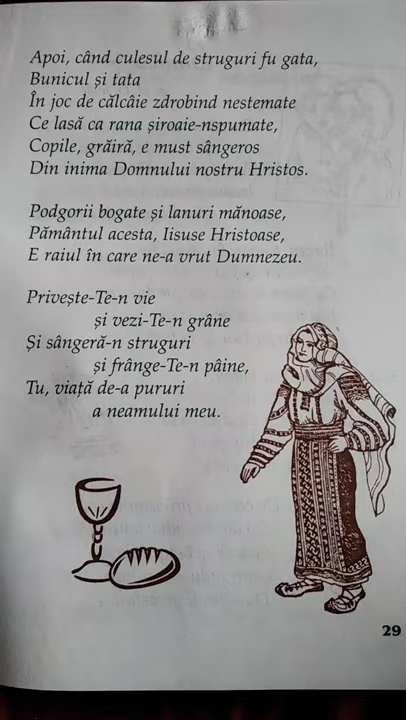 Apoi, când culesul de struguri fu gata,
Bunicul și tata
În joc de călcâie zdrobind nestemate
Ce lasă ca rana șiroaie-nspumate,
Copile, grăiră, e must sângeros
Din inima Domnului nostru Hristos.
Podgorii bogate și lanuri mănoase,
Pământul acesta, Iisuse Hristoase,
E raiul în care ne-a vrut Dumnezeu.
Privește-Te-n vie
și vezi-Te-n grâne
Și sângeră-n struguri
și frânge-Te-n pâine,
Tu, viață de-a pururi
a neamului meu.
29